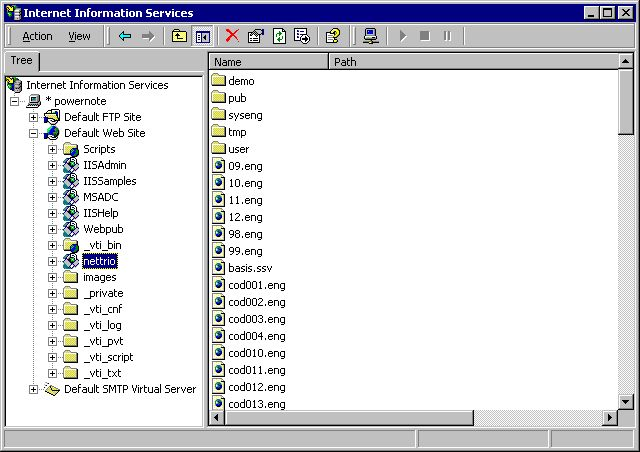 Internet Information Services
Action View
Tree
Name Path
Internet Information Services
* powernote
Default FTP Site
Default Web Site
Scripts
IISAdmin
IISSamples
MSADC
IISHelp
Webpub
_vti_bin
nettrio
images
_private
_vti_cnf
_vti_log
_vti_pvt
_vti_script
_vti_txt
Default SMTP Virtual Server
demo
pub
syseng
tmp
user
09.eng
10.eng
11.eng
12.eng
98.eng
99.eng
basis.ssv
cod001.eng
cod002.eng
cod003.eng
cod004.eng
cod010.eng
cod011.eng
cod012.eng
cod013.eng